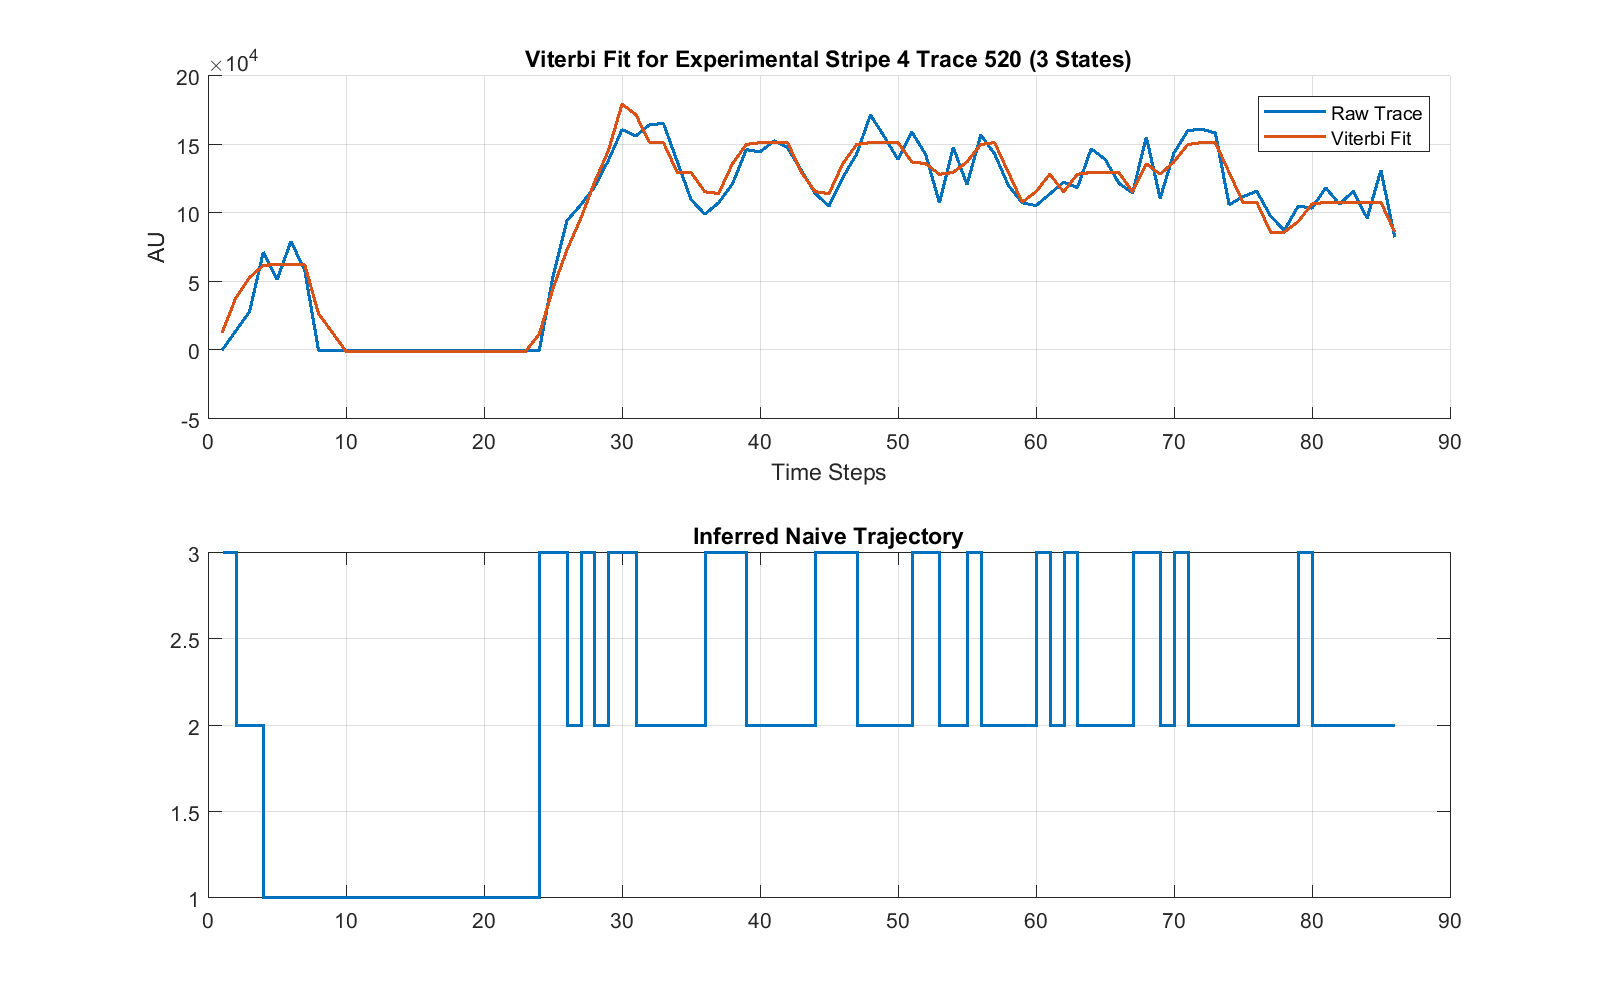 Viterbi Fit for Experimental Stripe 4 Trace 520 (3 States)
×10⁴
20
15
10
5
0
-5
AU
Raw Trace
Viterbi Fit
0 10 20 30 40 50 60 70 80 90
Time Steps
Inferred Naive Trajectory
3
2.5
2
1.5
1
0 10 20 30 40 50 60 70 80 90